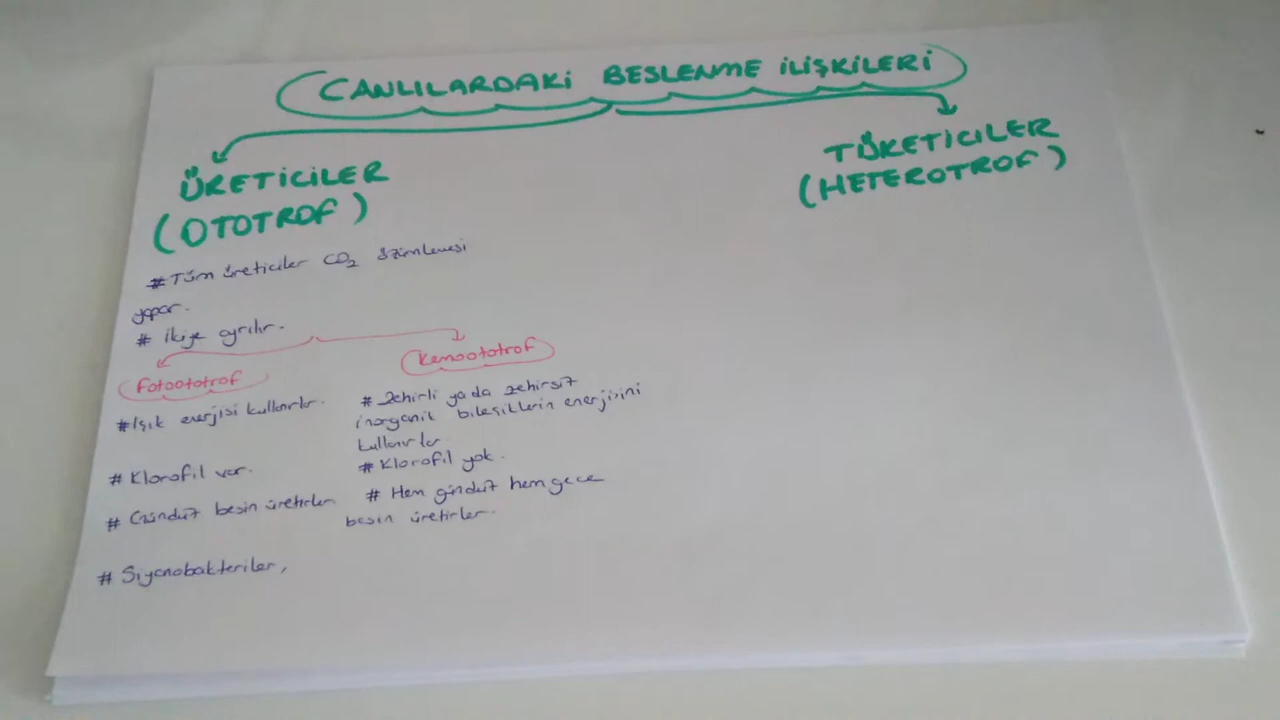 CANLILARDAKİ BESLENME İLİŞKİLERİ
ÜRETİCİLER
(OTOTROF)
TÜKETİCİLER
(HETEROTROF)
# Tüm üreticiler CO₂ özümlemesi
yapar.
# İkiye ayrılır.
Fotoototrof
# Işık enerjisi kullanırlar.
# Klorofil var.
# Gündüz besin üretirler
# Siyanobakteriler,
Kemoototrof
# Zehirli ya da zehirsiz
inorganik bileşiklerin enerjisini
kullanırlar
# Klorofil yok.
# Hem gündüz hem gece
besin üretirler.